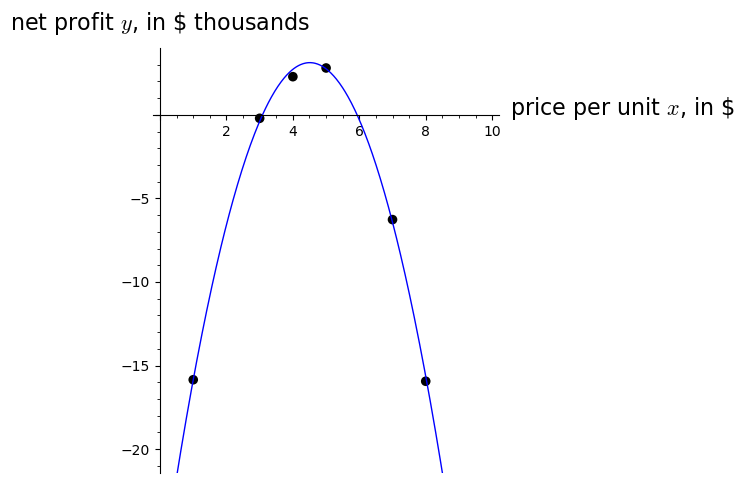 net profit y, in $ thousands
price per unit x, in $
2 4 6 8 10
−5
−10
−15
−20